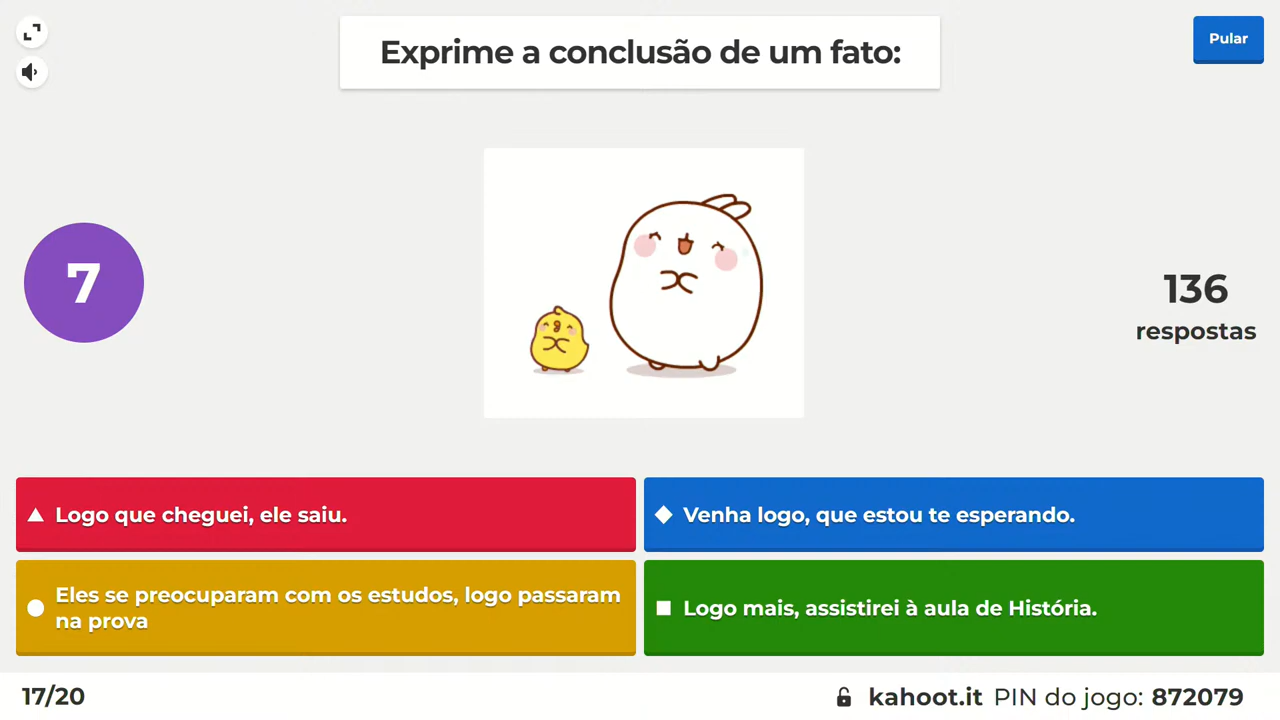 Exprime a conclusão de um fato:
Pular
7
136
respostas
Logo que cheguei, ele saiu.
Venha logo, que estou te esperando.
Eles se preocuparam com os estudos, logo passaram
na prova
Logo mais, assistirei à aula de História.
17/20
kahoot.it PIN do jogo: 872079